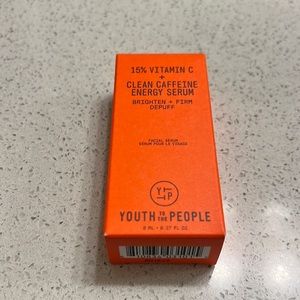 15% VITAMIN C
+
CLEAN CAFFEINE
ENERGY SERUM
BRIGHTEN + FIRM
DEPUFF
FACIAL SERUM
SÉRUM POUR LE VISAGE
YTTP
YOUTH TO THE PEOPLE
8 ML • 0.27 FL OZ